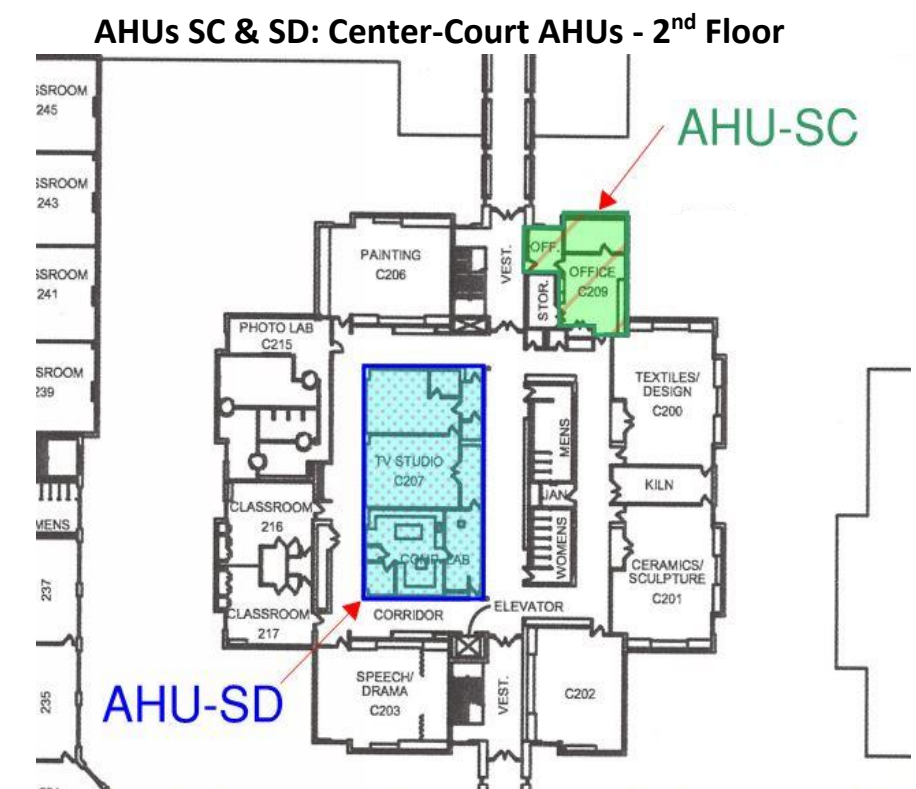 AHUs SC & SD: Center-Court AHUs - 2nd Floor
SSROOM
245
AHU-SC
SSROOM
243
PAINTING
C206
VEST.
OFF.
OFFICE
C209
STOR.
SSROOM
241
PHOTO LAB
C215
SSROOM
239
TEXTILES/
DESIGN
C200
MENS
TV STUDIO
C207
KILN
JAN
CLASSROOM
216
MENS
WOMENS
COMP. LAB
CERAMICS/
SCULPTURE
C201
237
CLASSROOM
217
CORRIDOR
ELEVATOR
SPEECH/
DRAMA
C203
VEST.
C202
235
AHU-SD